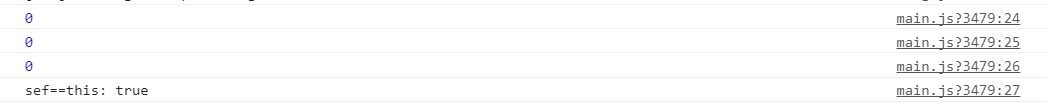 0 main.js?3479:24
0 main.js?3479:25
0 main.js?3479:26
sef==this: true main.js?3479:27